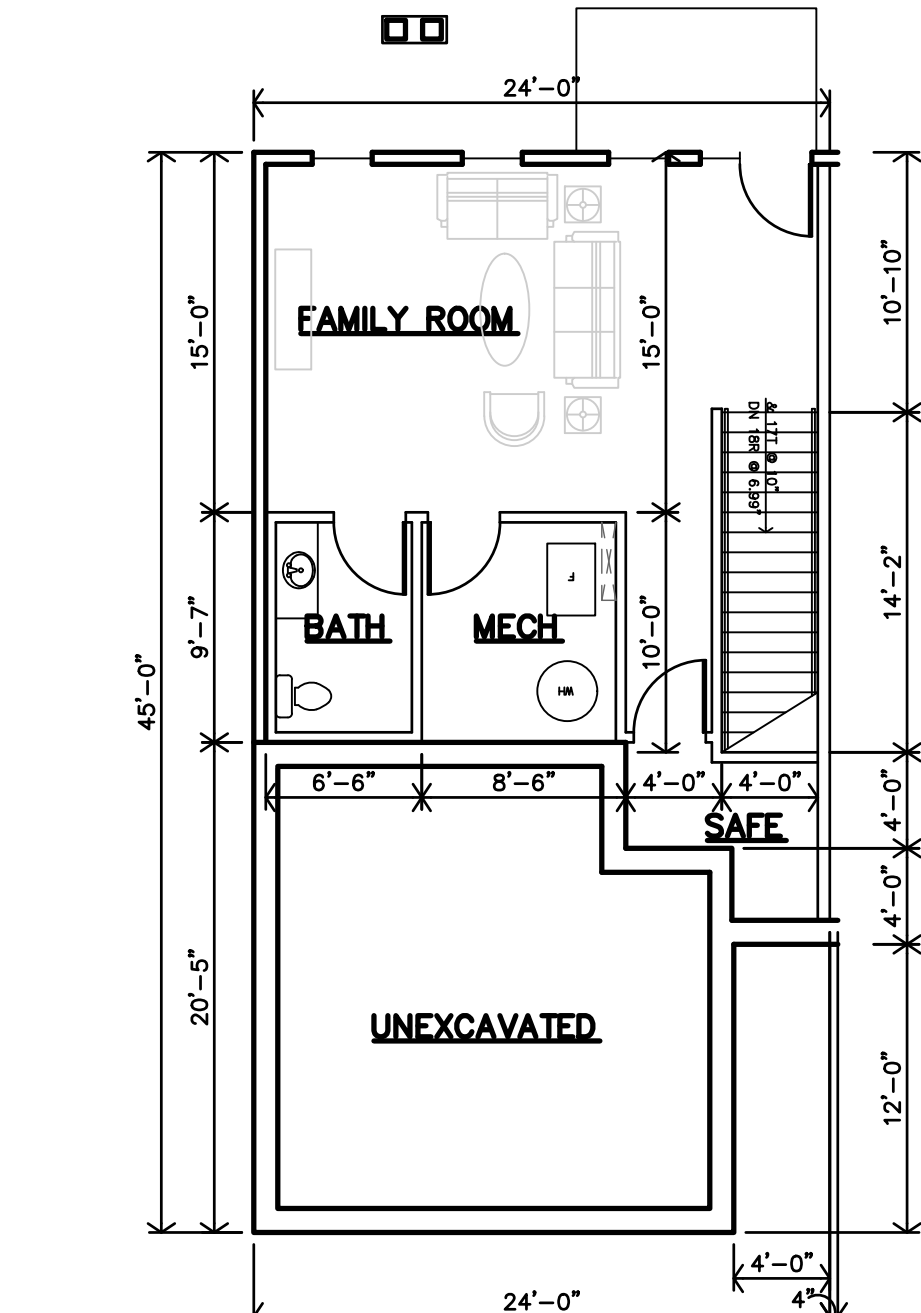 24'-0"
15'-0"
FAMILY ROOM
15'-0"
10'-10"
& 17T @ 10"
DN 18R @ 6.99"
14'-2"
F
9'-7"
BATH
MECH
10'-0"
45'-0"
WH
6'-6"
8'-6"
4'-0"
4'-0"
4'-0"
SAFE
4'-0"
20'-5"
UNEXCAVATED
12'-0"
4'-0"
24'-0"
4"